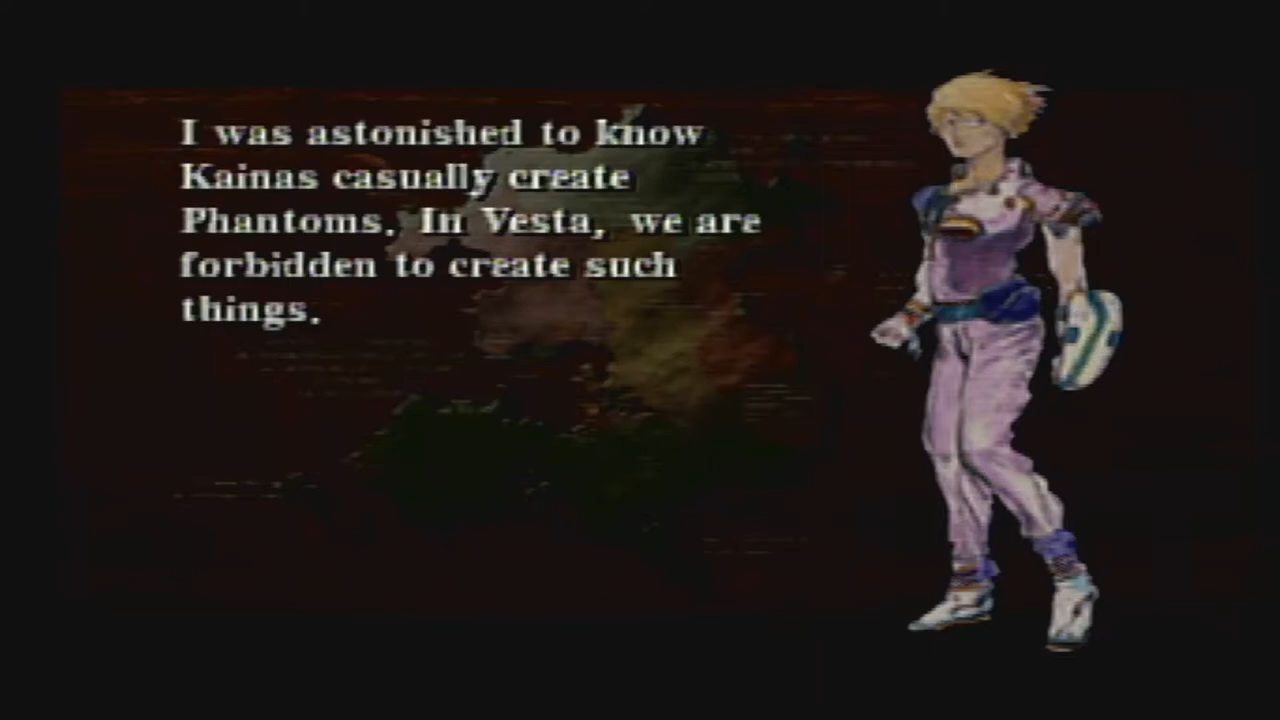 I was astonished to know
Kainas casually create
Phantoms. In Vesta, we are
forbidden to create such
things.